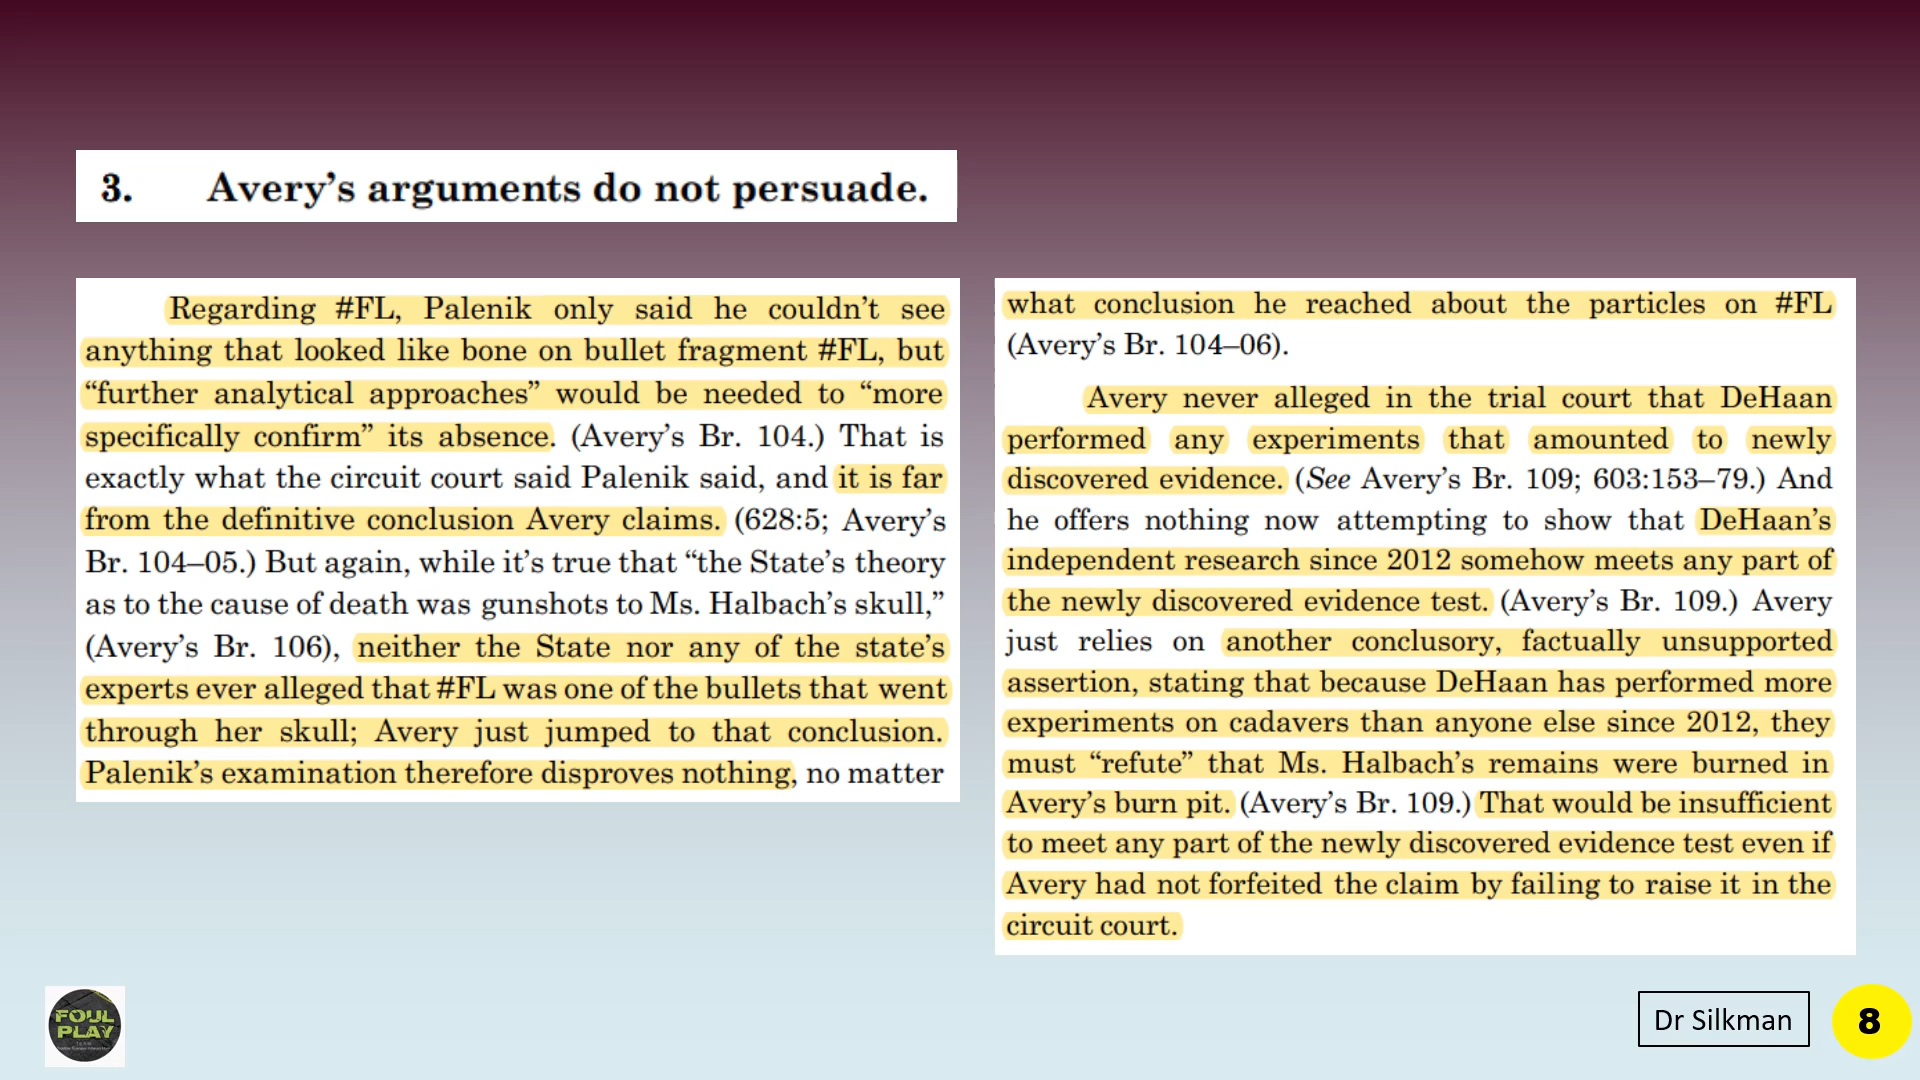 3. Avery’s arguments do not persuade.
Regarding #FL, Palenik only said he couldn’t see
anything that looked like bone on bullet fragment #FL, but
“further analytical approaches” would be needed to “more
specifically confirm” its absence. (Avery’s Br. 104.) That is
exactly what the circuit court said Palenik said, and it is far
from the definitive conclusion Avery claims. (628:5; Avery’s
Br. 104–05.) But again, while it’s true that “the State’s theory
as to the cause of death was gunshots to Ms. Halbach’s skull,”
(Avery’s Br. 106), neither the State nor any of the state’s
experts ever alleged that #FL was one of the bullets that went
through her skull; Avery just jumped to that conclusion.
Palenik’s examination therefore disproves nothing, no matter
what conclusion he reached about the particles on #FL
(Avery’s Br. 104–06).
Avery never alleged in the trial court that DeHaan
performed any experiments that amounted to newly
discovered evidence. (See Avery’s Br. 109; 603:153–79.) And
he offers nothing now attempting to show that DeHaan’s
independent research since 2012 somehow meets any part of
the newly discovered evidence test. (Avery’s Br. 109.) Avery
just relies on another conclusory, factually unsupported
assertion, stating that because DeHaan has performed more
experiments on cadavers than anyone else since 2012, they
must “refute” that Ms. Halbach’s remains were burned in
Avery’s burn pit. (Avery’s Br. 109.) That would be insufficient
to meet any part of the newly discovered evidence test even if
Avery had not forfeited the claim by failing to raise it in the
circuit court.
FOUL
PLAY
Dr Silkman
8